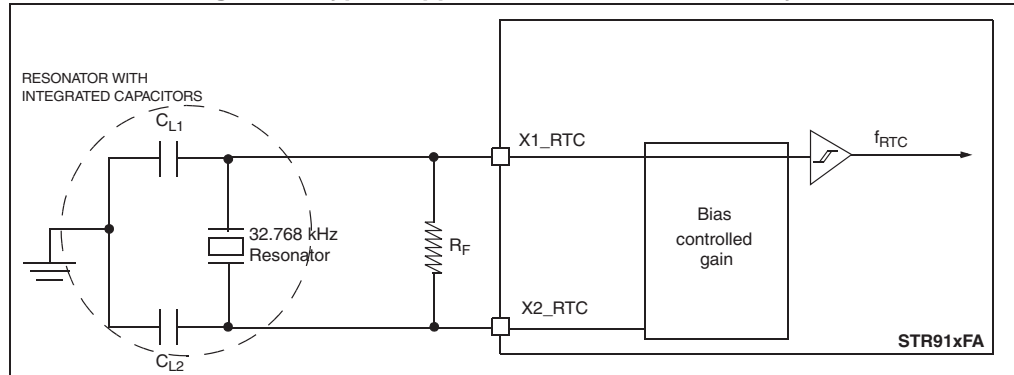 RESONATOR WITH
INTEGRATED CAPACITORS
CL1
X1_RTC
fRTC
32.768 kHz
Resonator
RF
Bias
controlled
gain
X2_RTC
STR91xFA
CL2